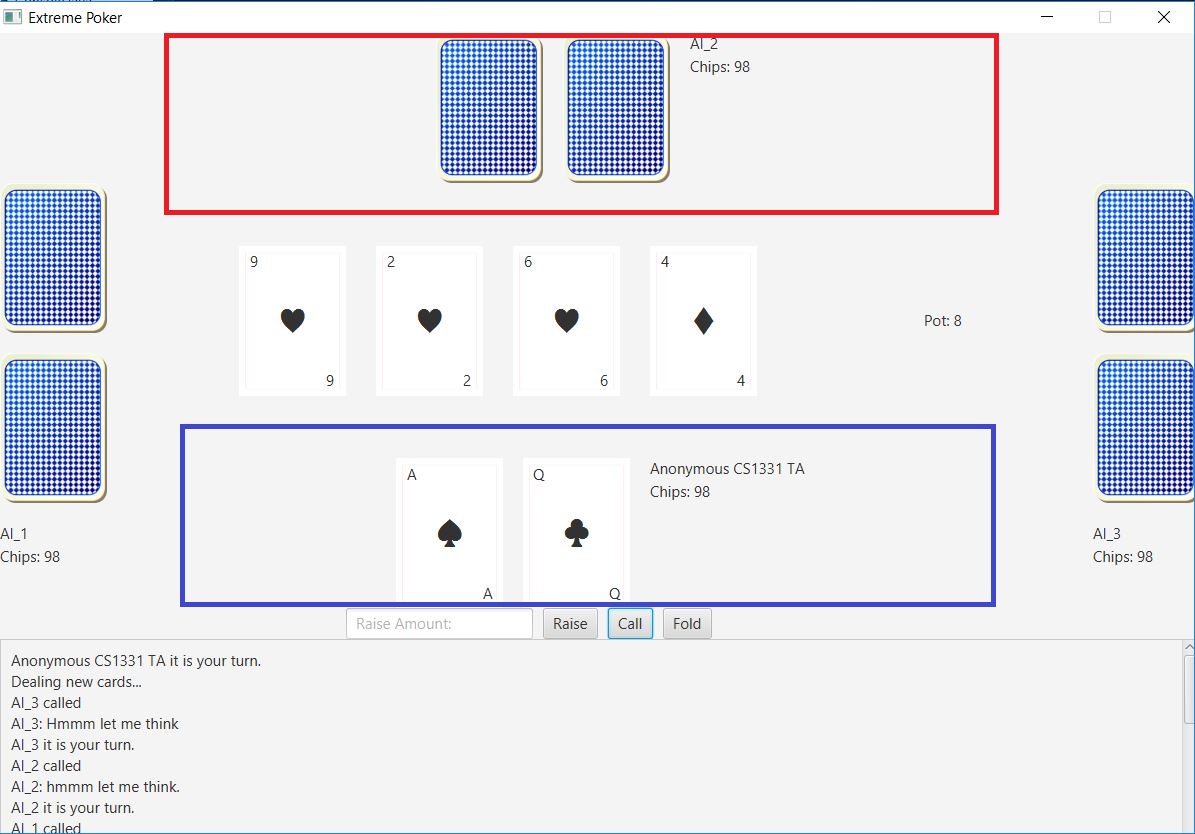 Extreme Poker
AI_2
Chips: 98
9
9
2
2
6
6
4
4
Pot: 8
A
A
Q
Q
Anonymous CS1331 TA
Chips: 98
AI_1
Chips: 98
AI_3
Chips: 98
Raise Amount:
Raise
Call
Fold
Anonymous CS1331 TA it is your turn.
Dealing new cards...
AI_3 called
AI_3: Hmmm let me think
AI_3 it is your turn.
AI_2 called
AI_2: hmmm let me think.
AI_2 it is your turn.
AI_1 called